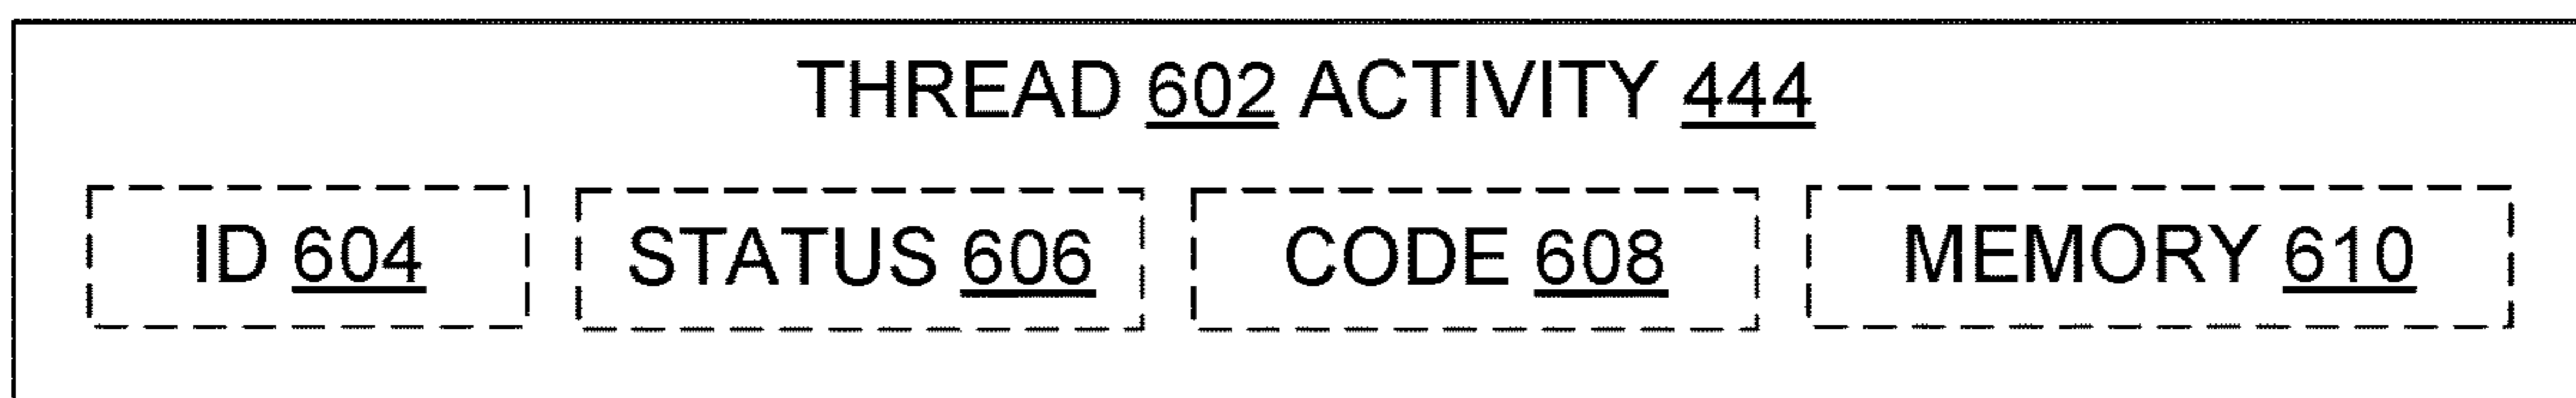 THREAD 602 ACTIVITY 444
ID 604 STATUS 606 CODE 608 MEMORY 610